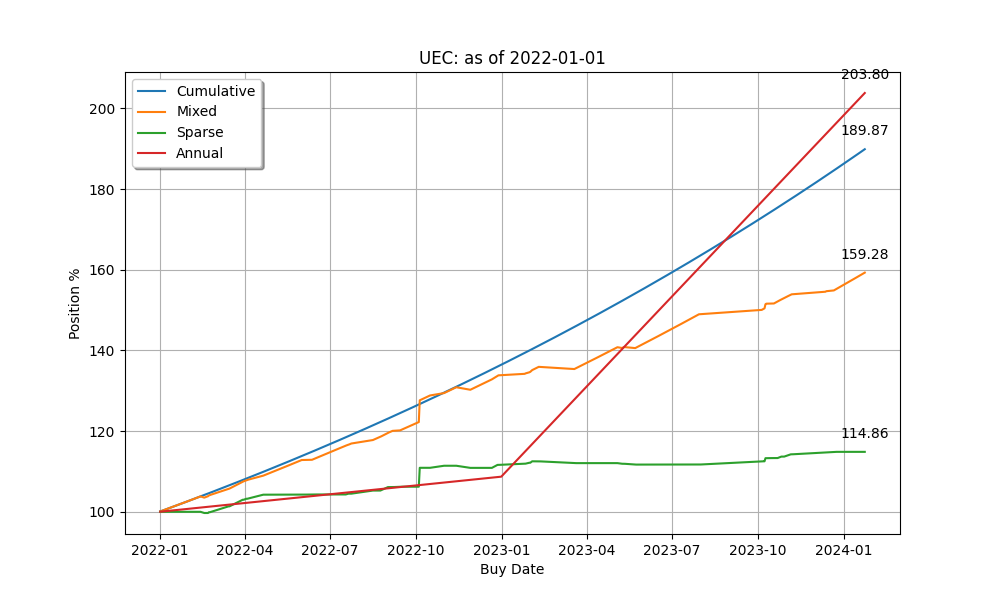 UEC: as of 2022-01-01
203.80
Cumulative
Mixed
Sparse
Annual
189.87
159.28
114.86
200
180
160
140
120
100
Position %
2022-01 2022-04 2022-07 2022-10 2023-01 2023-04 2023-07 2023-10 2024-01
Buy Date